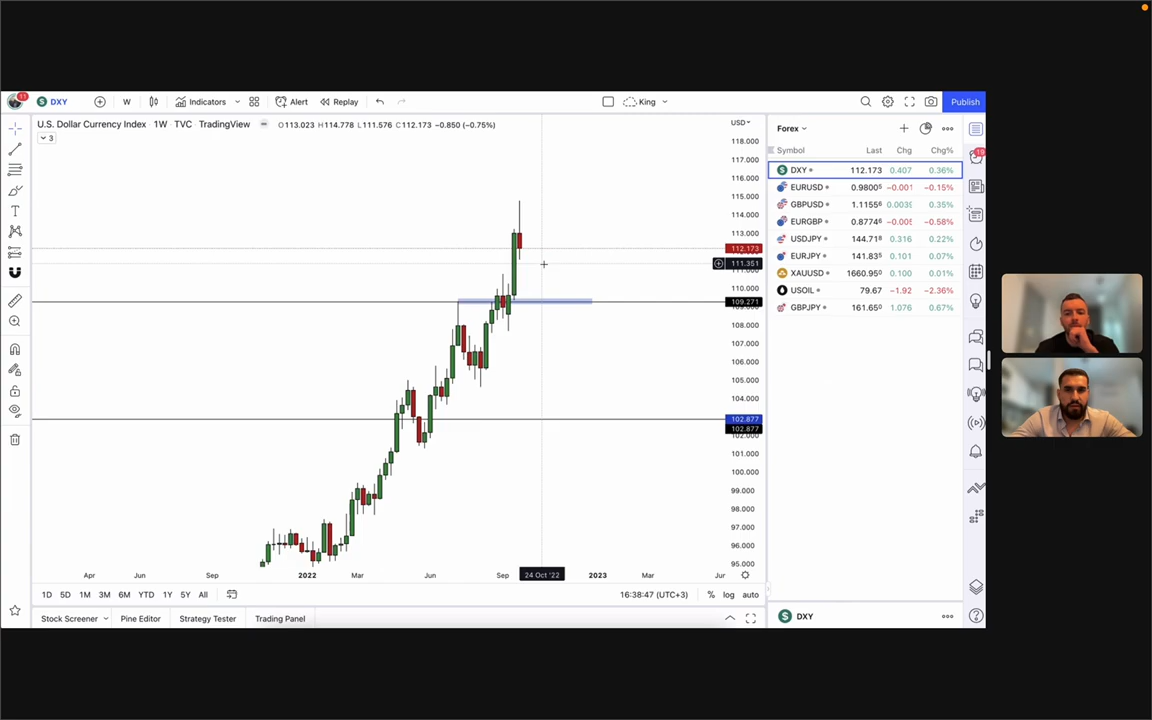 11 DXY W Indicators Alert Replay King Publish
U.S. Dollar Currency Index 1W TVC TradingView O113.023 H114.778 L111.576 C112.173 −0.850 (−0.75%)
3
USD
118.000
117.000
116.000
115.000
114.000
113.000
112.173
111.351
110.000
109.271
108.000
107.000
106.000
105.000
104.000
102.877
102.877
102.000
101.000
100.000
99.000
98.000
97.000
96.000
95.000
Apr Jun Sep 2022 Mar Jun Sep 24 Oct '22 2023 Mar Jur
1D 5D 1M 3M 6M YTD 1Y 5Y All 16:38:47 (UTC+3) % log auto
Stock Screener Pine Editor Strategy Tester Trading Panel
Forex
Symbol Last Chg Chg%
DXY 112.173 0.407 0.36%
EURUSD 0.98005 −0.001 −0.15%
GBPUSD 1.11556 0.0039 0.35%
EURGBP 0.87746 −0.005 −0.58%
USDJPY 144.718 0.316 0.22%
EURJPY 141.835 0.101 0.07%
XAUUSD 1660.950 0.100 0.01%
USOIL 79.67 −1.92 −2.36%
GBPJPY 161.650 1.076 0.67%
DXY